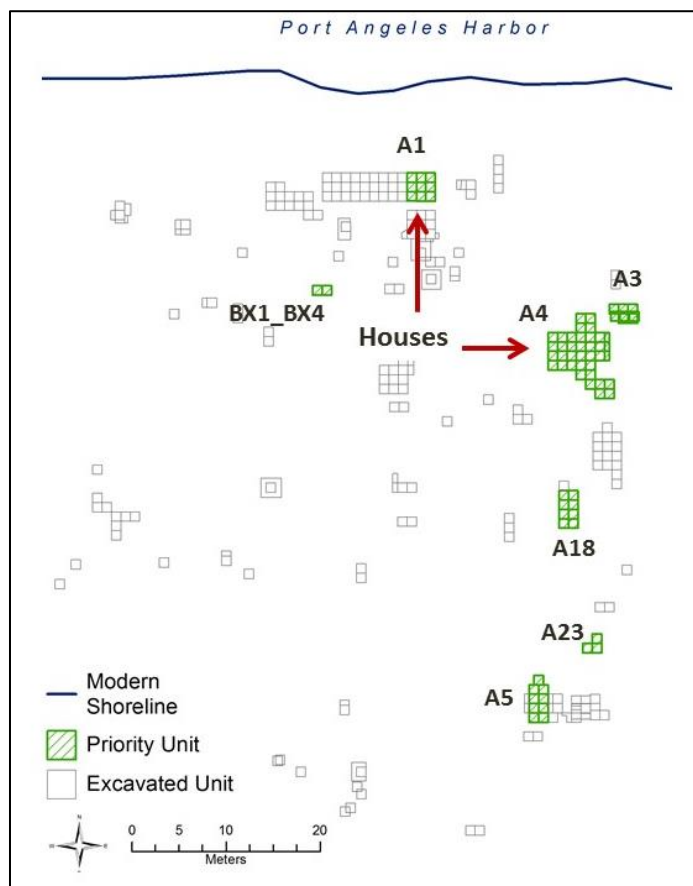 Port Angeles Harbor
A1
A3
A4
BX1_BX4
Houses
A18
A23
A5
Modern
Shoreline
Priority Unit
Excavated Unit
N
W
E
0 5 10 20
Meters